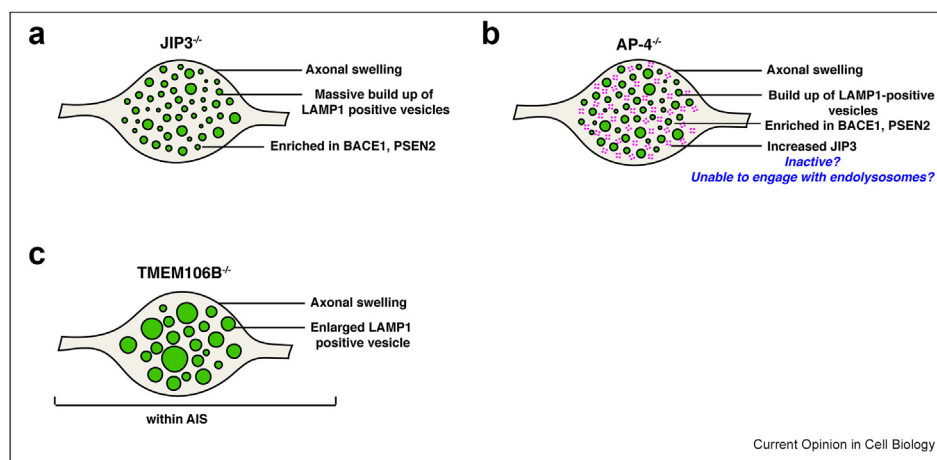 a
JIP3-/-
Axonal swelling
Massive build up of
LAMP1 positive vesicles
Enriched in BACE1, PSEN2
b
AP-4-/-
Axonal swelling
Build up of LAMP1-positive
vesicles
Enriched in BACE1, PSEN2
Increased JIP3
Inactive?
Unable to engage with endolysosomes?
c
TMEM106B-/-
Axonal swelling
Enlarged LAMP1
positive vesicle
within AIS
Current Opinion in Cell Biology